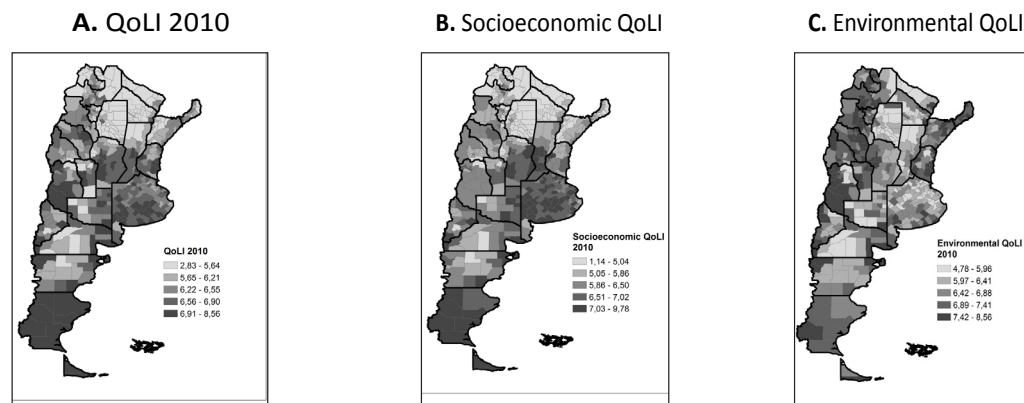 A. QoLI 2010
B. Socioeconomic QoLI
C. Environmental QoLI
QoLI 2010
2,83 - 5,64
5,65 - 6,21
6,22 - 6,55
6,56 - 6,90
6,91 - 8,56
Socioeconomic QoLI
2010
1,14 - 5,04
5,05 - 5,86
5,86 - 6,50
6,51 - 7,02
7,03 - 9,78
Environmental QoLI
2010
4,78 - 5,96
5,97 - 6,41
6,42 - 6,88
6,89 - 7,41
7,42 - 8,56